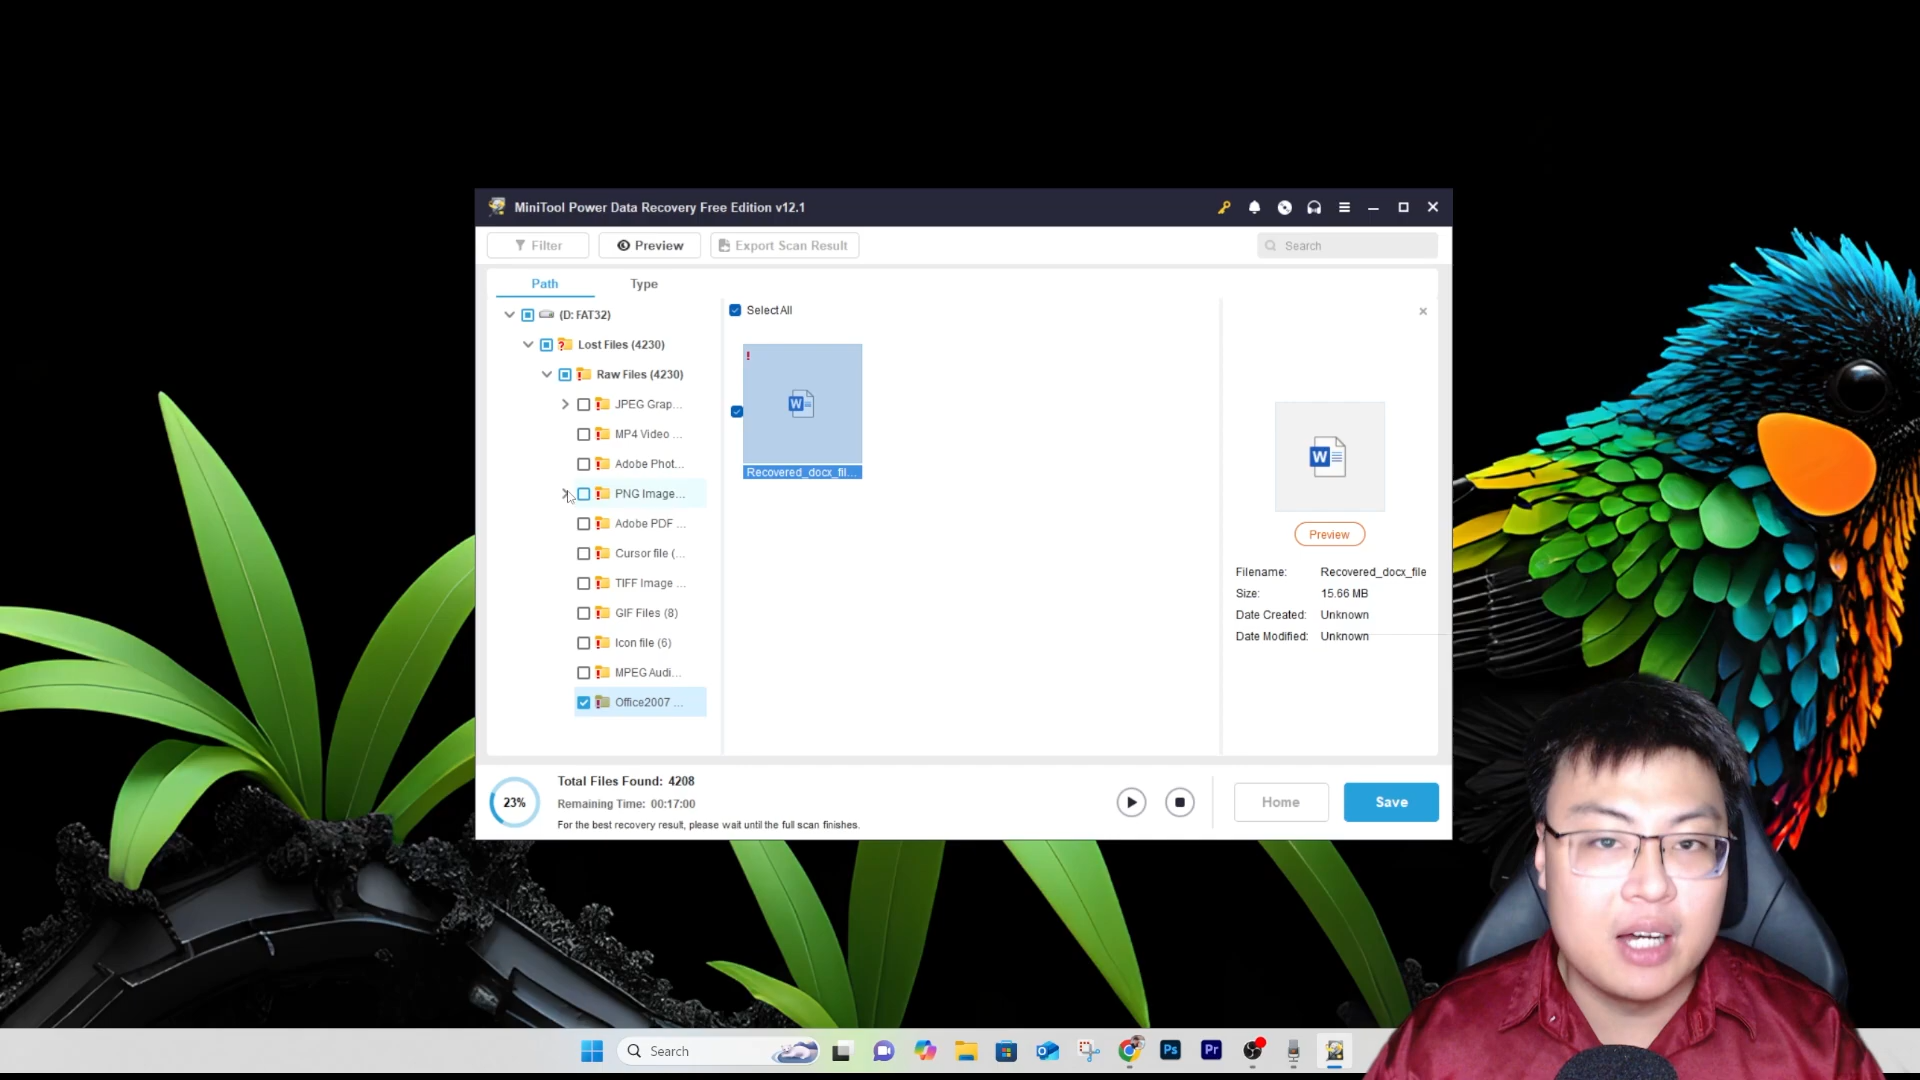 MiniTool Power Data Recovery Free Edition v12.1
Filter
Preview
Export Scan Result
Search
Path
Type
(D: FAT32)
Lost Files (4230)
Raw Files (4230)
JPEG Grap...
MP4 Video ...
Adobe Phot...
PNG Image...
Adobe PDF ...
Cursor file (...
TIFF Image ...
GIF Files (8)
Icon file (6)
MPEG Audi...
Office2007 ...
SelectAll
Recovered_docx_fil...
Preview
Filename: Recovered_docx_file
Size: 15.66 MB
Date Created: Unknown
Date Modified: Unknown
23%
Total Files Found: 4208
Remaining Time: 00:17:00
For the best recovery result, please wait until the full scan finishes.
Home
Save
Search
Ps
Pr